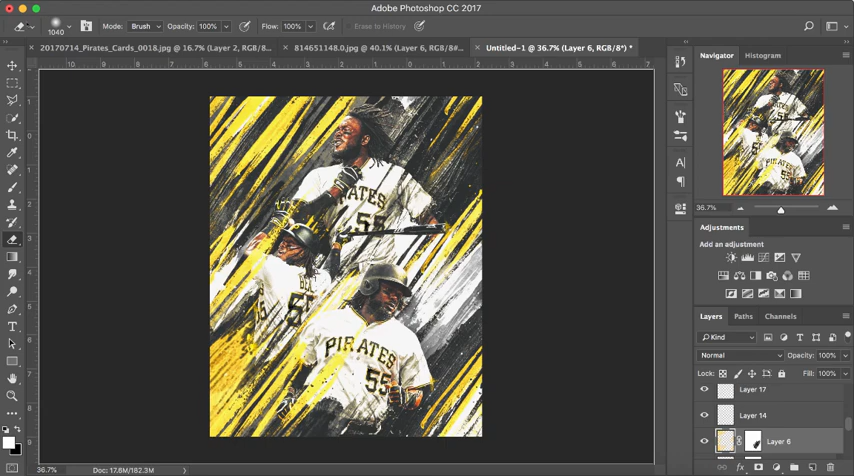 Adobe Photoshop CC 2017
1040
Mode: Brush
Opacity: 100%
Flow: 100%
Erase to History
20170714_Pirates_Cards_0018.jpg @ 16.7% (Layer 2, RGB/8...
814651148.0.jpg @ 40.1% (Layer 6, RGB/8#...
Untitled-1 @ 36.7% (Layer 6, RGB/8*) *
Navigator
Histogram
PIRATES
55
BELL
55
PIRATES
55
36.7%
Adjustments
Add an adjustment
Layers
Paths
Channels
Kind
Normal
Opacity: 100%
Lock:
Fill: 100%
Layer 17
Layer 14
Layer 6
36.7%
Doc: 17.6M/182.3M